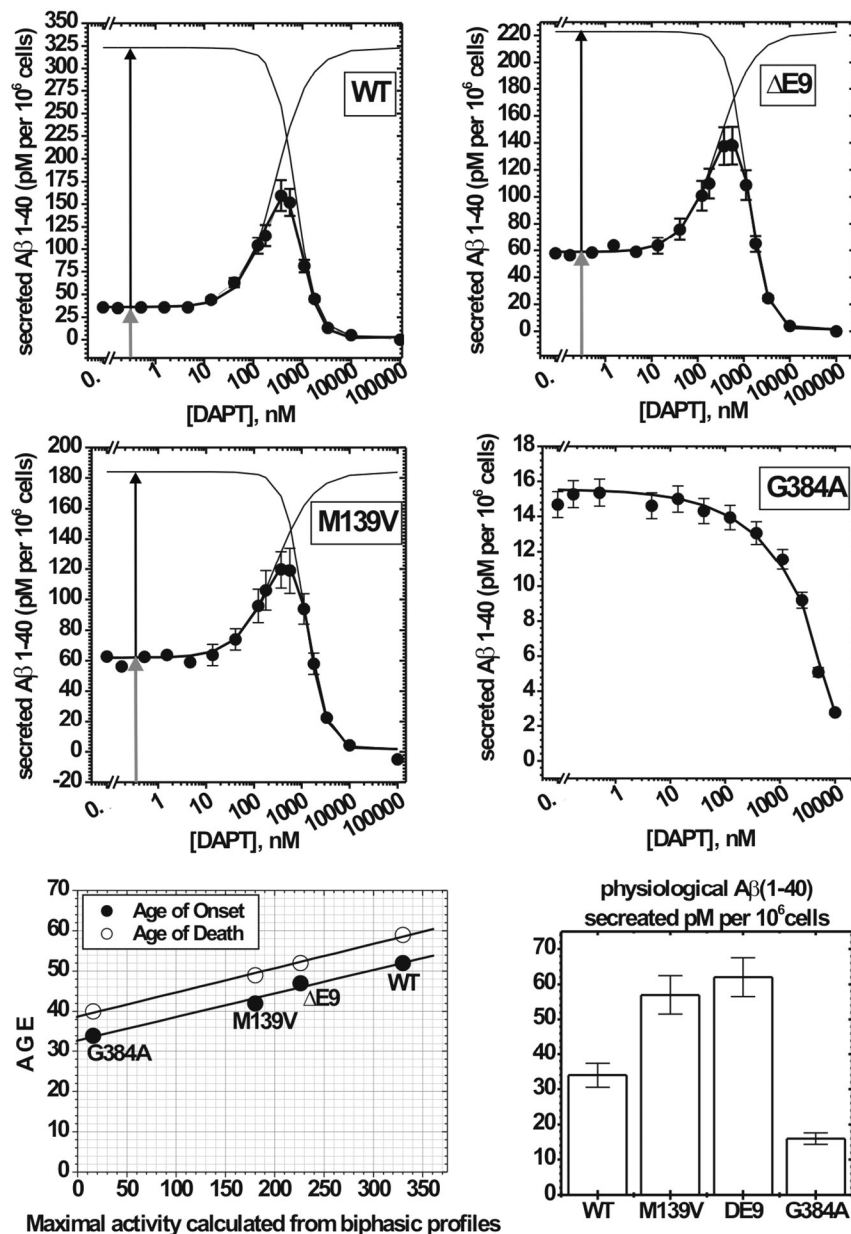 secreted Aβ 1-40 (pM per 10⁶ cells)
350
325
300
275
250
225
200
175
150
125
100
75
50
25
0
WT
0. 1 10 100 1000 10000 100000
[DAPT], nM
secreted Aβ 1-40 (pM per 10⁶ cells)
220
200
180
160
140
120
100
80
60
40
20
0
ΔE9
0. 1 10 100 1000 10000 100000
[DAPT], nM
secreted Aβ 1-40 (pM per 10⁶ cells)
200
180
160
140
120
100
80
60
40
20
0
-20
M139V
0. 1 10 100 1000 10000 100000
[DAPT], nM
secreted Aβ 1-40 (pM per 10⁶ cells)
18
16
14
12
10
8
6
4
2
0
G384A
0. 1 10 100 1000 10000
[DAPT], nM
AGE
70
60
50
40
30
20
10
0
Age of Onset
Age of Death
G384A
M139V
ΔE9
WT
0 50 100 150 200 250 300 350
Maximal activity calculated from biphasic profiles
physiological Aβ(1-40)
secreated pM per 10⁶cells
70
60
50
40
30
20
10
0
WT M139V DE9 G384A